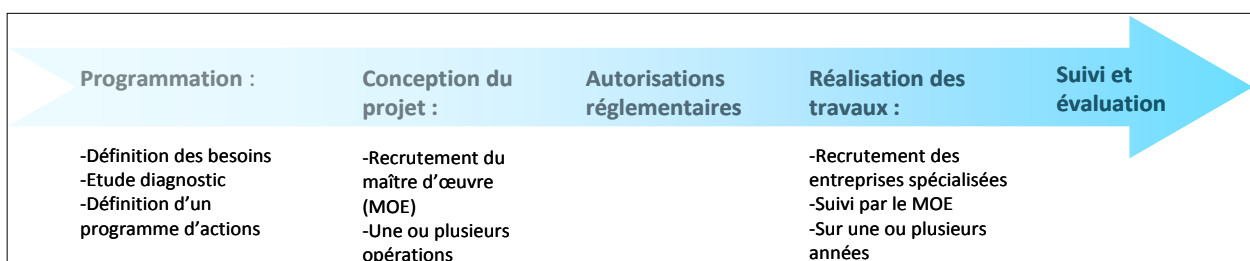 Programmation :
Conception du
projet :
Autorisations
réglementaires
Réalisation des
travaux :
Suivi et
évaluation
-Définition des besoins
-Etude diagnostic
-Définition d’un
programme d’actions
-Recrutement du
maître d’œuvre
(MOE)
-Une ou plusieurs
opérations
-Recrutement des
entreprises spécialisées
-Suivi par le MOE
-Sur une ou plusieurs
années